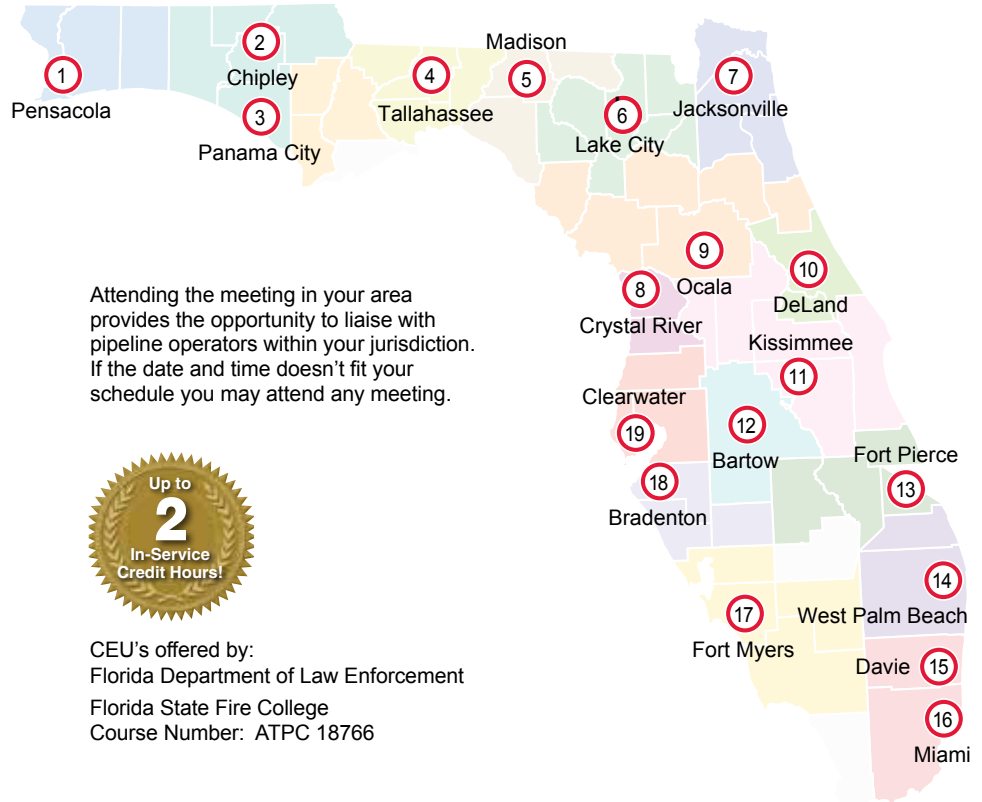 1
Pensacola
2
Chipley
3
Panama City
4
Tallahassee
Madison
5
6
Lake City
7
Jacksonville
8
Crystal River
9
Ocala
10
DeLand
Kissimmee
11
Clearwater
19
12
Bartow
Fort Pierce
13
18
Bradenton
14
West Palm Beach
17
Fort Myers
Davie 15
16
Miami
Attending the meeting in your area
provides the opportunity to liaise with
pipeline operators within your jurisdiction.
If the date and time doesn't fit your
schedule you may attend any meeting.
Up to
2
In-Service
Credit Hours!
CEU's offered by:
Florida Department of Law Enforcement
Florida State Fire College
Course Number: ATPC 18766